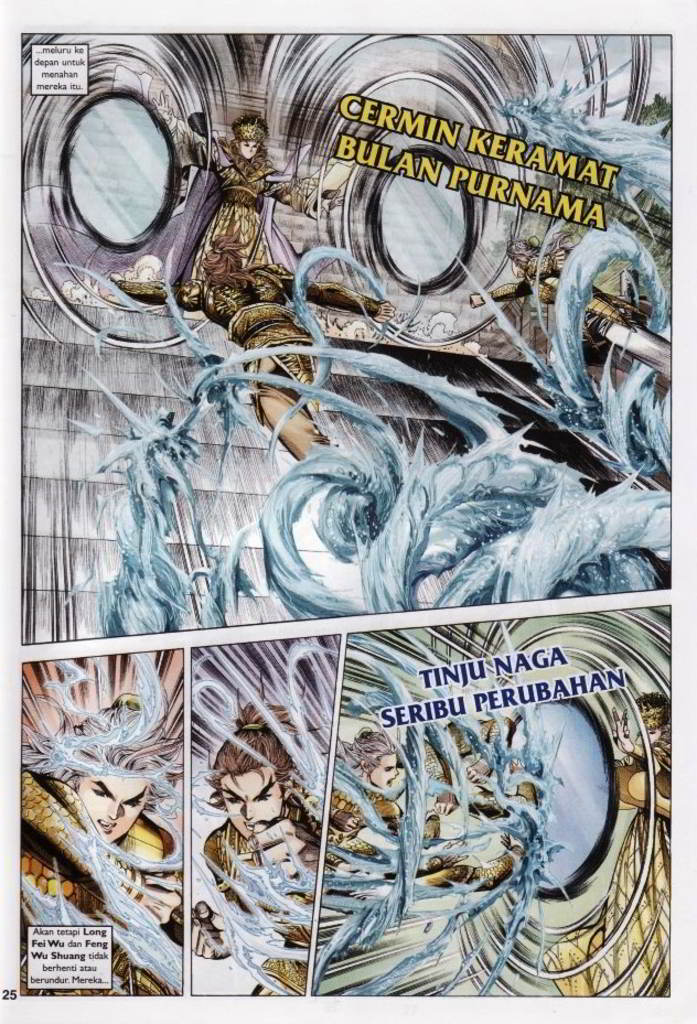 ...meluru ke
depan untuk
menahan
mereka itu.
CERMIN KERAMAT
BULAN PURNAMA
TINJU NAGA
SERIBU PERUBAHAN
Akan tetapi Long
Fei Wu dan Feng
Wu Shuang tidak
berhenti atau
berundur. Mereka...
25